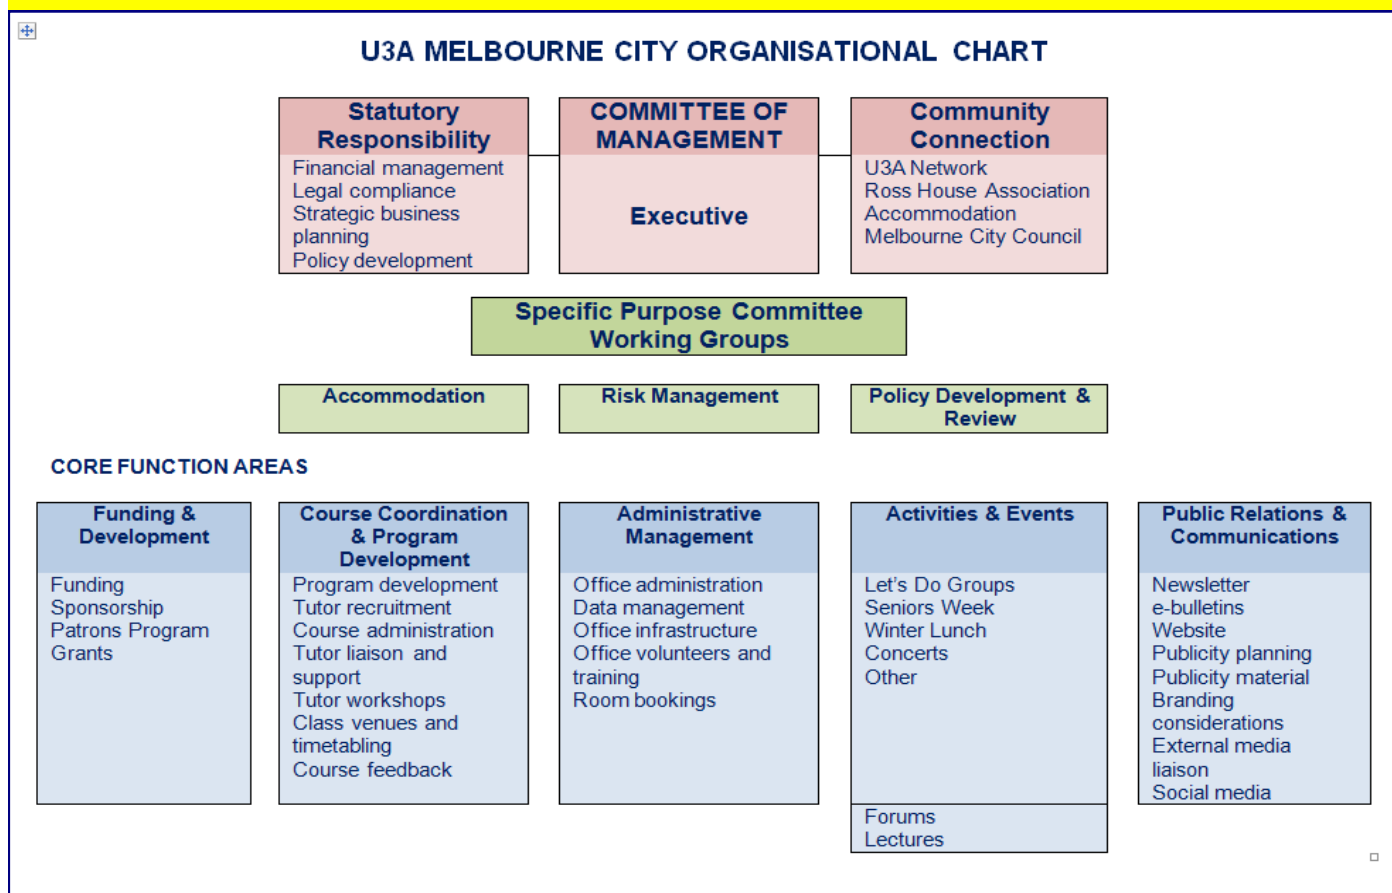 U3A MELBOURNE CITY ORGANISATIONAL CHART
Statutory
Responsibility
Financial management
Legal compliance
Strategic business
planning
Policy development
COMMITTEE OF
MANAGEMENT
Executive
Community
Connection
U3A Network
Ross House Association
Accommodation
Melbourne City Council
Specific Purpose Committee
Working Groups
Accommodation
Risk Management
Policy Development &
Review
CORE FUNCTION AREAS
Funding &
Development
Funding
Sponsorship
Patrons Program
Grants
Course Coordination
& Program
Development
Program development
Tutor recruitment
Course administration
Tutor liaison and
support
Tutor workshops
Class venues and
timetabling
Course feedback
Administrative
Management
Office administration
Data management
Office infrastructure
Office volunteers and
training
Room bookings
Activities & Events
Let's Do Groups
Seniors Week
Winter Lunch
Concerts
Other
Forums
Lectures
Public Relations &
Communications
Newsletter
e-bulletins
Website
Publicity planning
Publicity material
Branding
considerations
External media
liaison
Social media